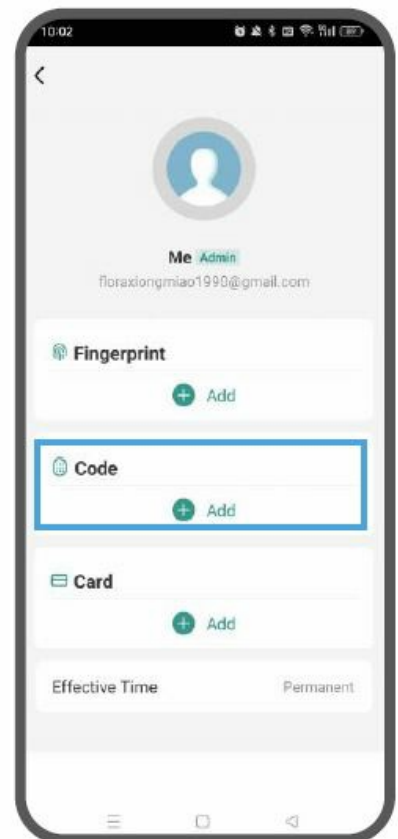 10:02
Me Admin
floraxiongmiao1990@gmail.com
Fingerprint
Add
Code
Add
Card
Add
Effective Time Permanent